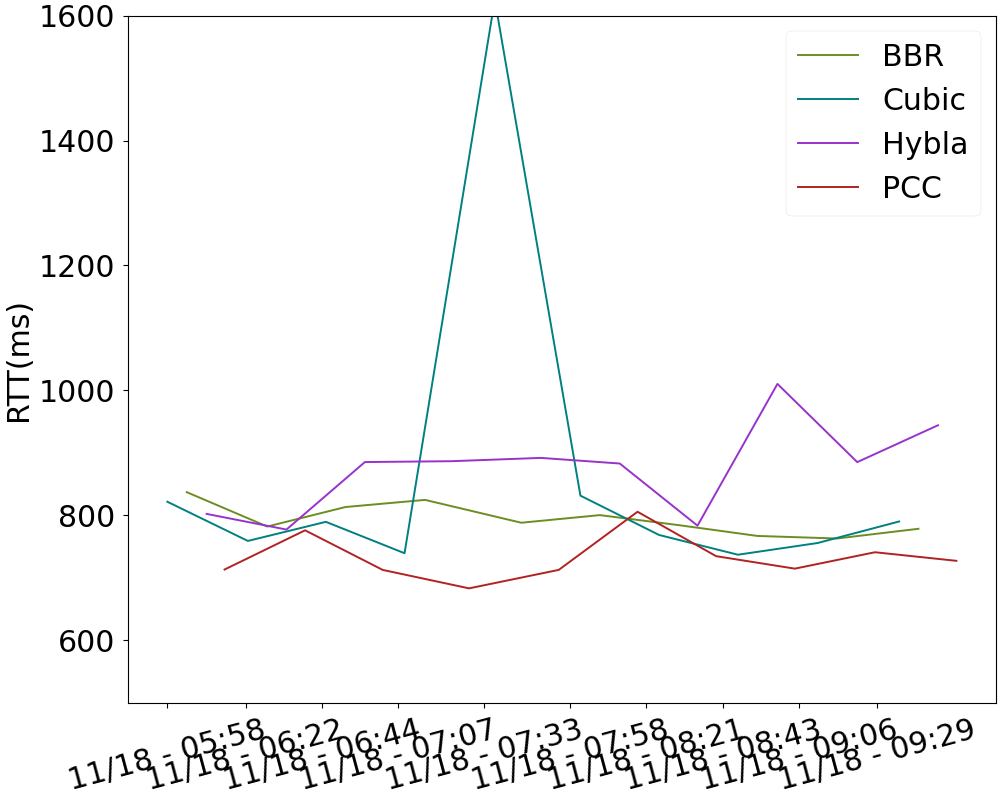 1600
1400
1200
1000
800
600
RTT(ms)
BBR
Cubic
Hybla
PCC
11/18 - 05:58
11/18 - 06:22
11/18 - 06:44
11/18 - 07:07
11/18 - 07:33
11/18 - 07:58
11/18 - 08:21
11/18 - 08:43
11/18 - 09:06
11/18 - 09:29